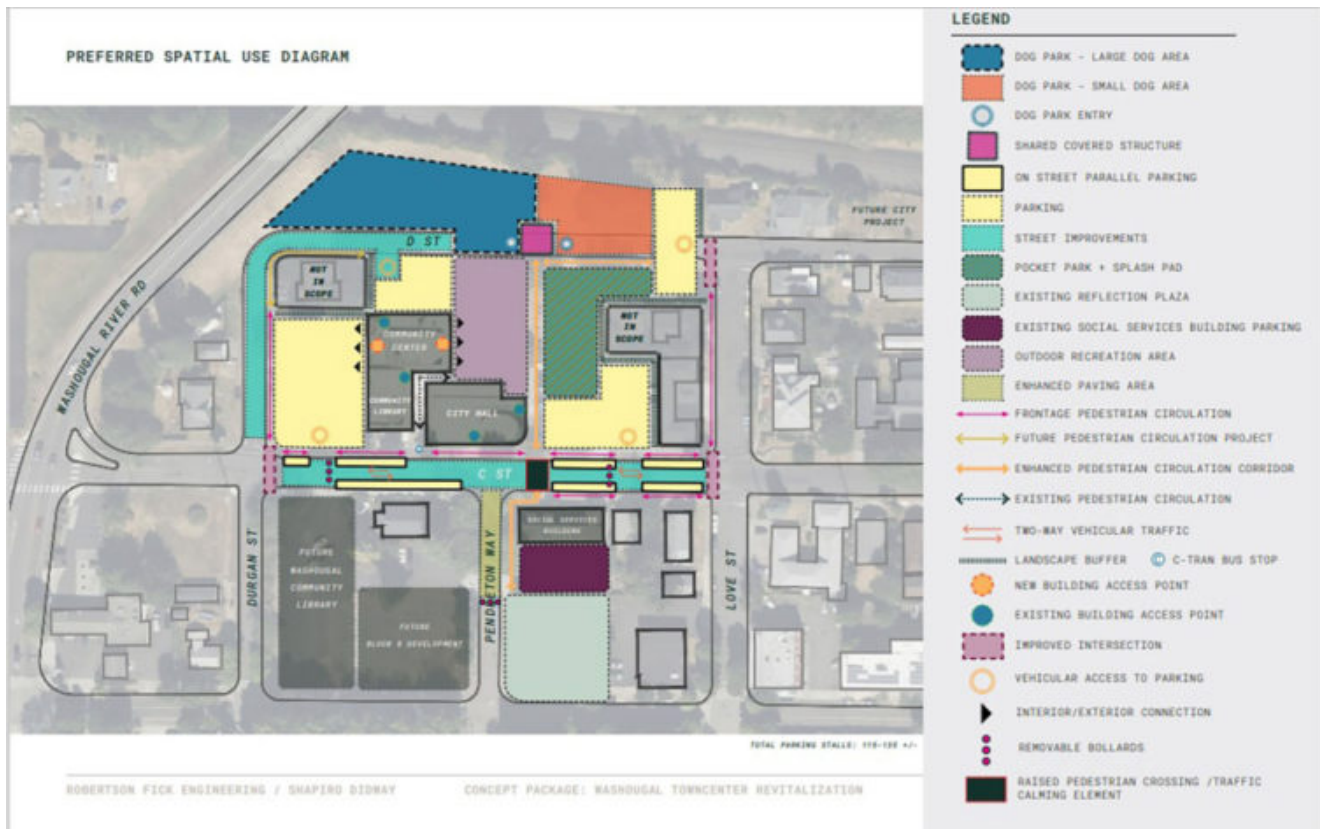 PREFERRED SPATIAL USE DIAGRAM
LEGEND
DOG PARK - LARGE DOG AREA
DOG PARK - SMALL DOG AREA
DOG PARK ENTRY
SHARED COVERED STRUCTURE
ON STREET PARALLEL PARKING
PARKING
STREET IMPROVEMENTS
POCKET PARK + SPLASH PAD
EXISTING REFLECTION PLAZA
EXISTING SOCIAL SERVICES BUILDING PARKING
OUTDOOR RECREATION AREA
ENHANCED PAVING AREA
FRONTAGE PEDESTRIAN CIRCULATION
FUTURE PEDESTRIAN CIRCULATION PROJECT
ENHANCED PEDESTRIAN CIRCULATION CORRIDOR
EXISTING PEDESTRIAN CIRCULATION
TWO-WAY VEHICULAR TRAFFIC
LANDSCAPE BUFFER
C
C-TRAN BUS STOP
NEW BUILDING ACCESS POINT
EXISTING BUILDING ACCESS POINT
IMPROVED INTERSECTION
VEHICULAR ACCESS TO PARKING
INTERIOR/EXTERIOR CONNECTION
REMOVABLE BOLLARDS
RAISED PEDESTRIAN CROSSING /TRAFFIC
CALMING ELEMENT
FUTURE CITY
PROJECT
D ST
NOT
IN
SCOPE
NOT
IN
SCOPE
WASHOUGAL RIVER RD
COMMUNITY
CENTER
COMMUNITY
LIBRARY
CITY HALL
C ST
SOCIAL SERVICES
BUILDING
DURGAN ST
FUTURE
WASHOUGAL
COMMUNITY
LIBRARY
PENDLETON WAY
LOVE ST
FUTURE
BLOCK 8 DEVELOPMENT
TOTAL PARKING STALLS: 115-135 +/-
ROBERTSON FICK ENGINEERING / SHAPIRO DIDWAY
CONCEPT PACKAGE: WASHOUGAL TOWNCENTER REVITALIZATION